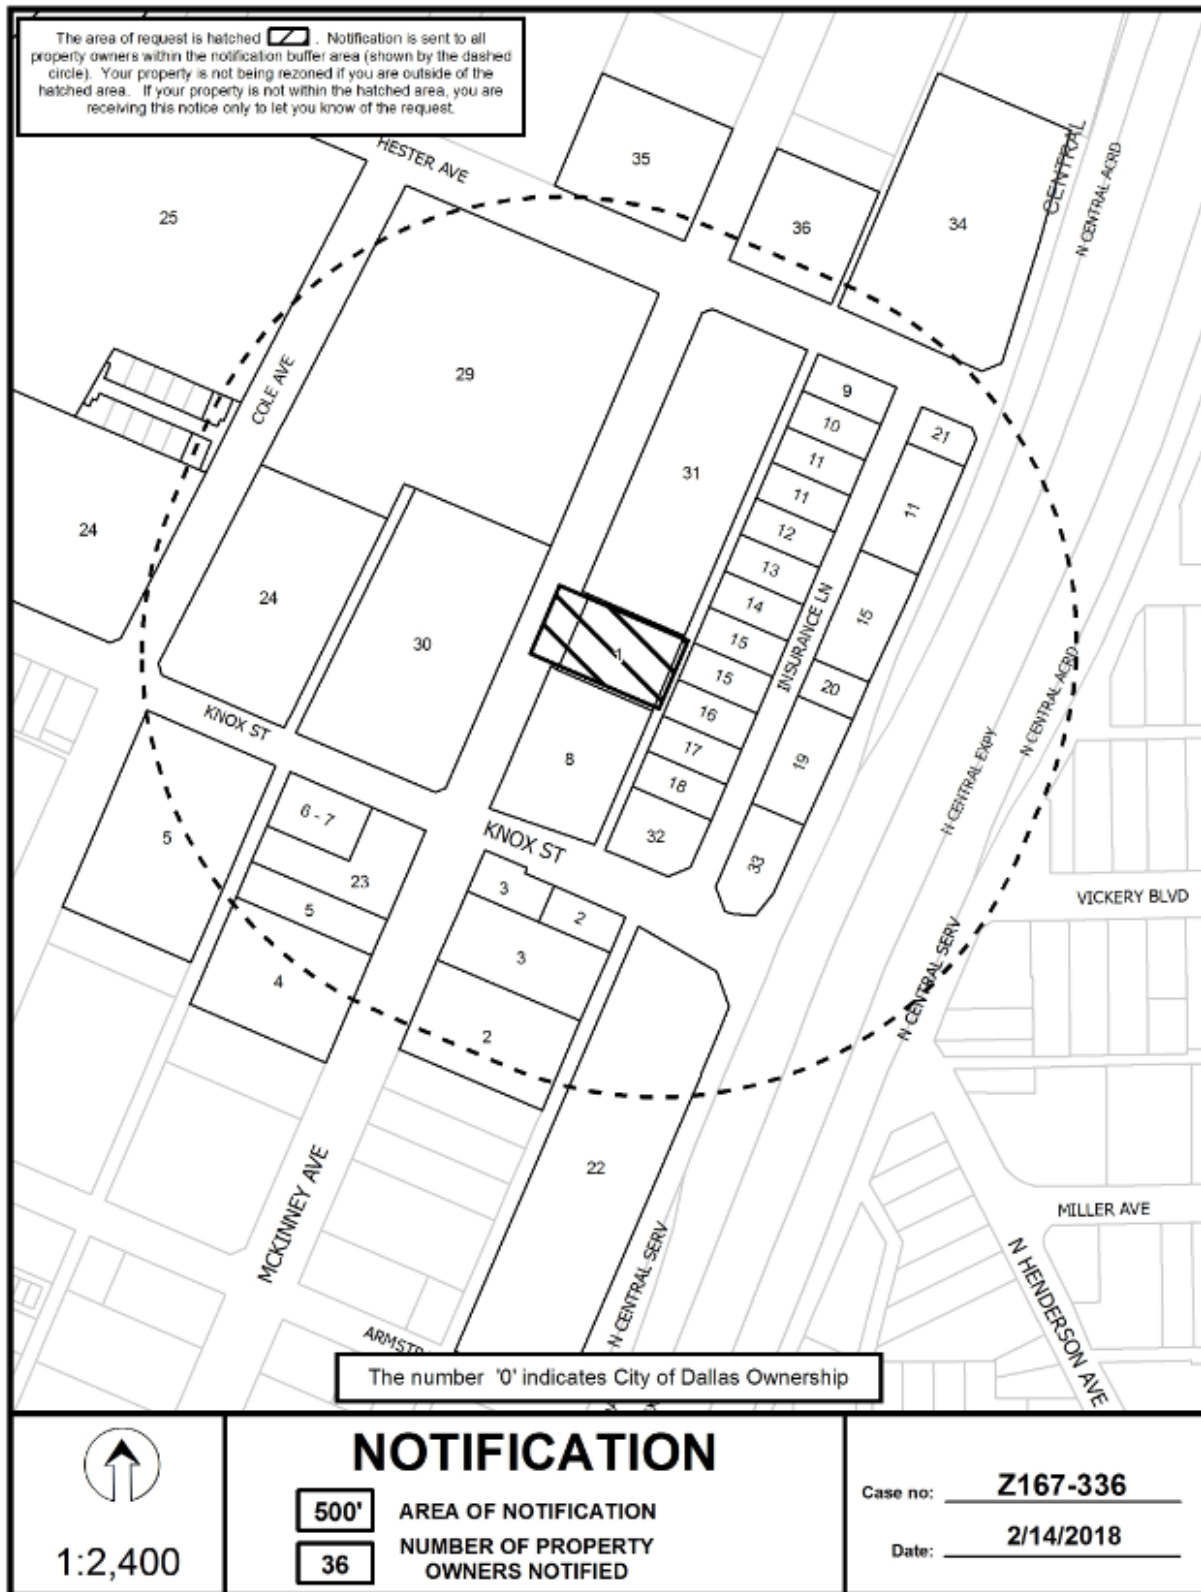 The area of request is hatched . Notification is sent to all
property owners within the notification buffer area (shown by the dashed
circle). Your property is not being rezoned if you are outside of the
hatched area. If your property is not within the hatched area, you are
receiving this notice only to let you know of the request.
HESTER AVE
CENTRAL
N CENTRAL ACRD
35
25
36
34
COLE AVE
29
9
10
21
31
11
11
11
12
24
13
24
14
INSURANCE LN
15
30
1
15
15
20
N CENTRAL ACRD
16
KNOX ST
17
19
N CENTRAL EXPY
8
18
6 - 7
5
KNOX ST
32
33
23
3
VICKERY BLVD
5
2
3
N CENTRAL SERV
4
2
22
MCKINNEY AVE
MILLER AVE
N CENTRAL SERV
N HENDERSON AVE
ARMSTR
The number '0' indicates City of Dallas Ownership
NOTIFICATION
500' AREA OF NOTIFICATION
36 NUMBER OF PROPERTY
OWNERS NOTIFIED
1:2,400
Case no: Z167-336
Date: 2/14/2018